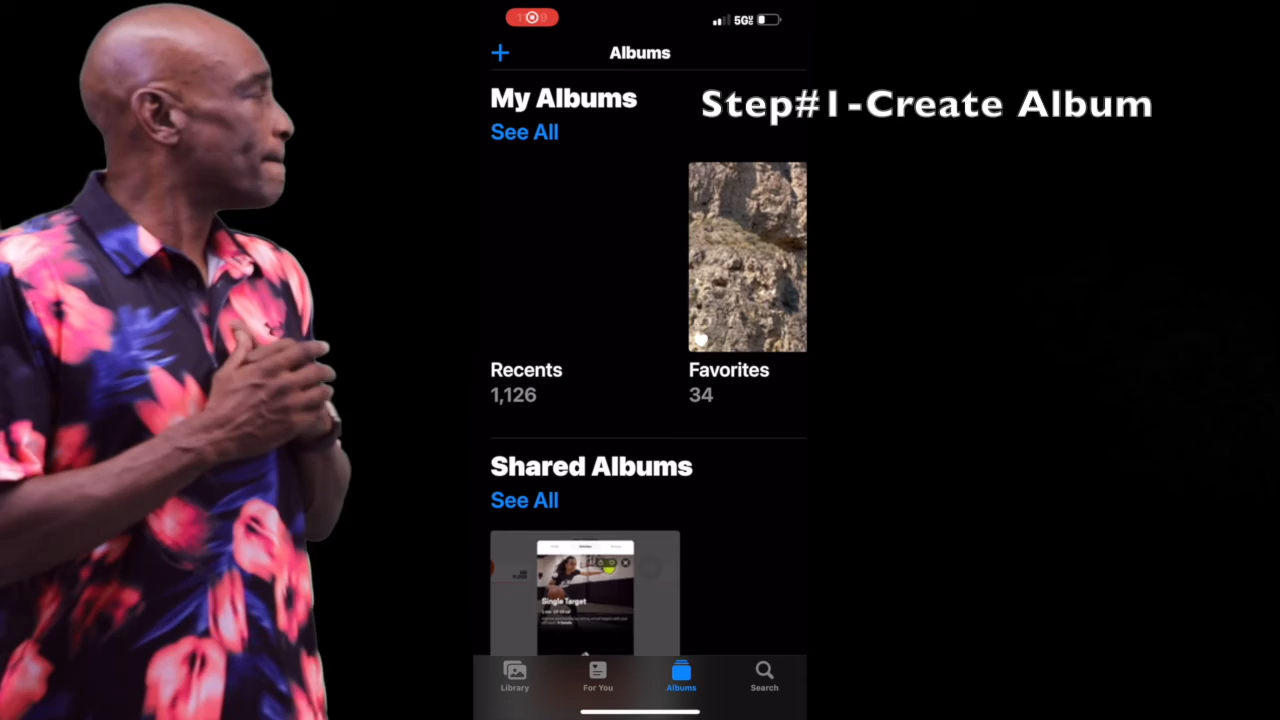 5G
Albums
My Albums
See All
Step#1-Create Album
Recents
1,126
Favorites
34
Shared Albums
See All
Single Target
Library
For You
Albums
Search